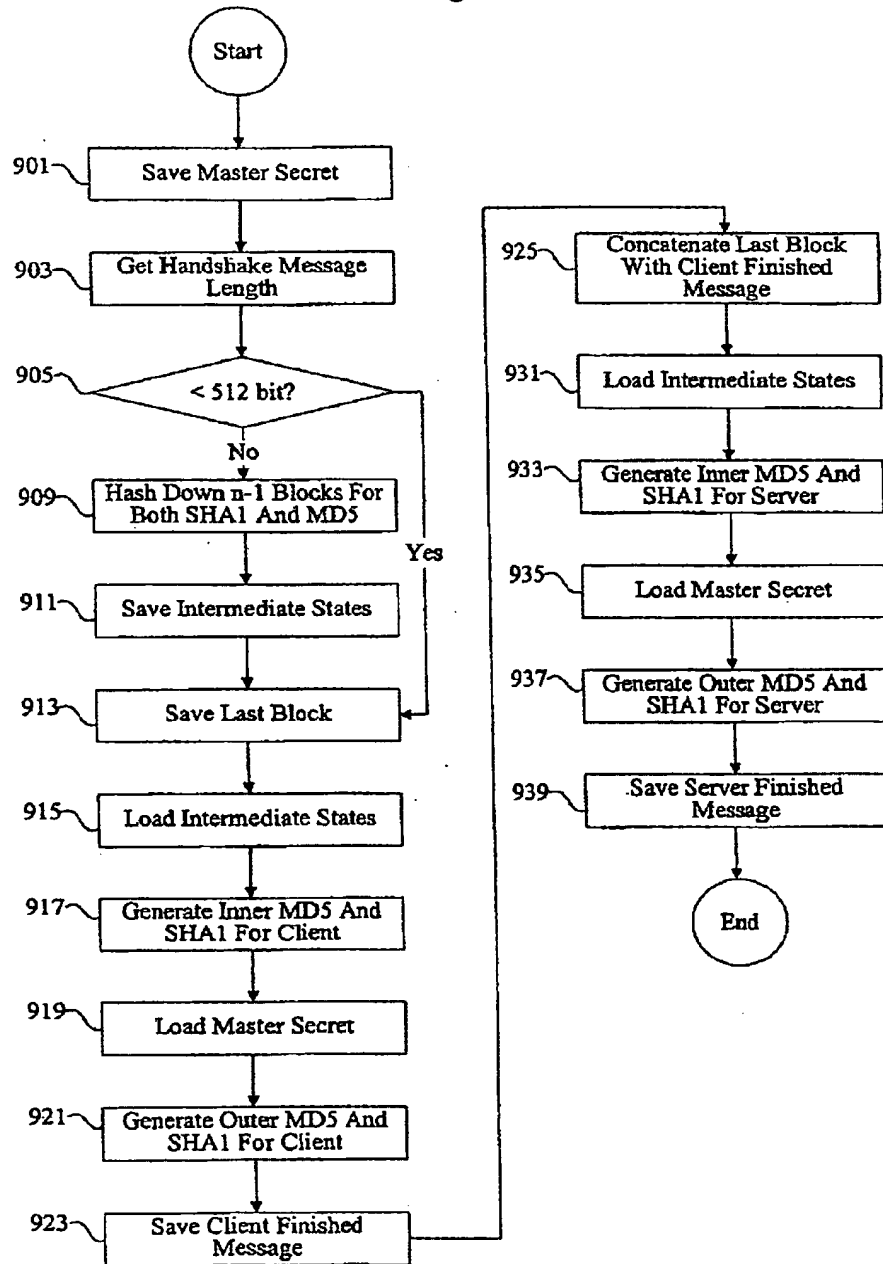 Start
901
Save Master Secret
903
Get Handshake Message
Length
905
< 512 bit?
No
Yes
909
Hash Down n-1 Blocks For
Both SHA1 And MD5
911
Save Intermediate States
913
Save Last Block
915
Load Intermediate States
917
Generate Inner MD5 And
SHA1 For Client
919
Load Master Secret
921
Generate Outer MD5 And
SHA1 For Client
923
Save Client Finished
Message
925
Concatenate Last Block
With Client Finished
Message
931
Load Intermediate States
933
Generate Inner MD5 And
SHA1 For Server
935
Load Master Secret
937
Generate Outer MD5 And
SHA1 For Server
939
Save Server Finished
Message
End